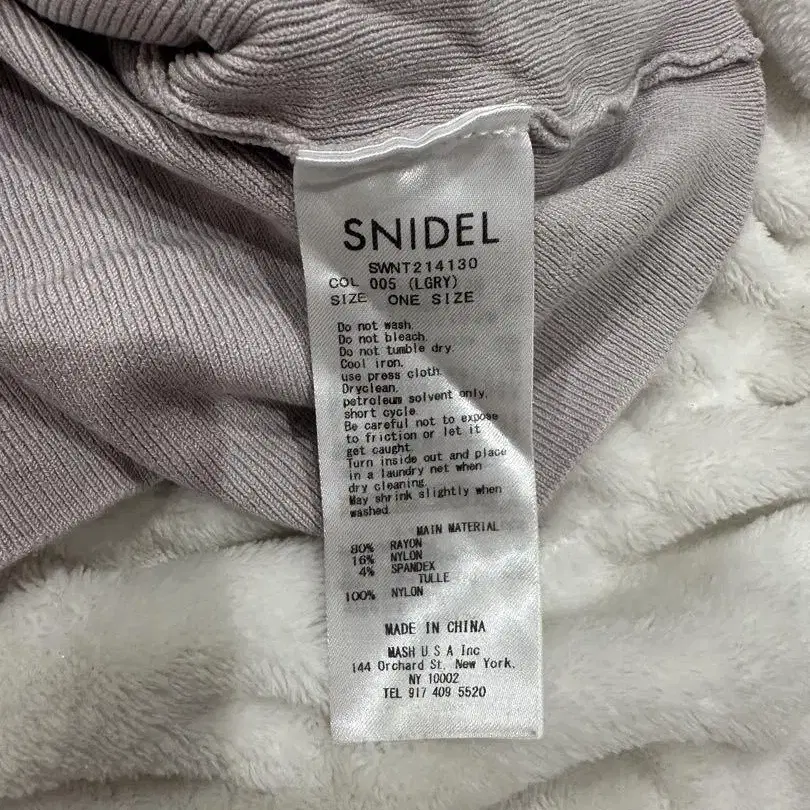 SNIDEL
SWNT214130
COL 005 (LGRY)
SIZE ONE SIZE
Do not wash.
Do not bleach.
Do not tumble dry.
Cool iron.
use press cloth.
Dryclean.
petroleum solvent only.
short cycle.
Be careful not to expose
to friction or let it
get caught.
Turn inside out and place
in a laundry net when
dry cleaning.
May shrink slightly when
washed.
MAIN MATERIAL
80% RAYON
16% NYLON
4% SPANDEX
TULLE
100% NYLON
MADE IN CHINA
MASH U S A Inc
144 Orchard St, New York,
NY 10002
TEL 917 409 5520